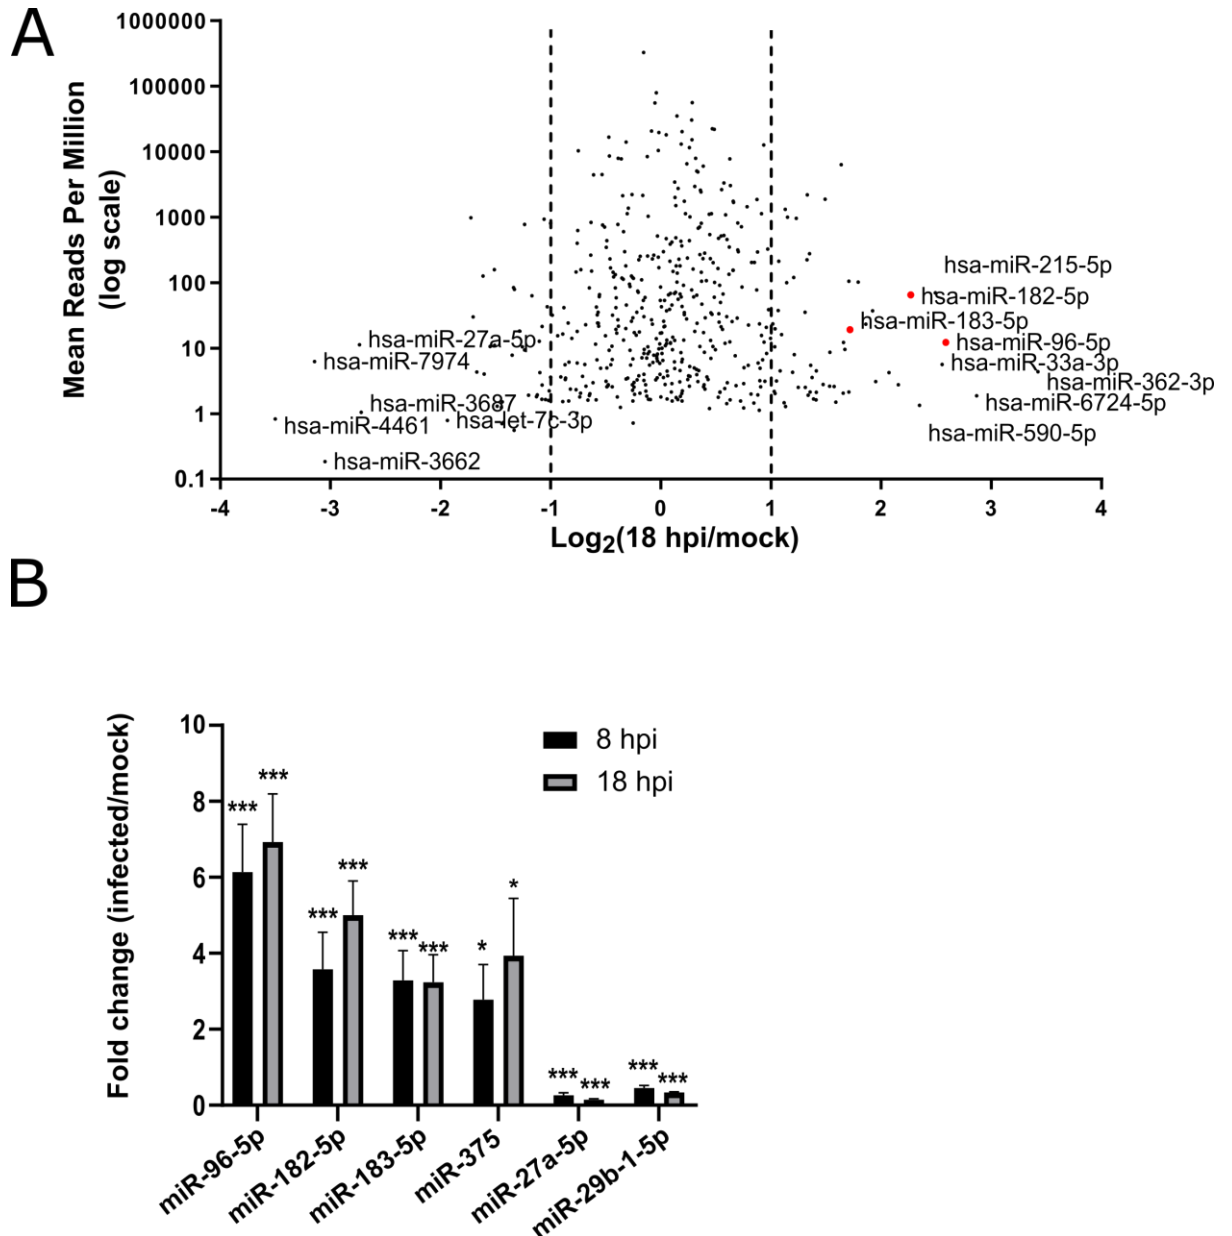 A
Mean Reads Per Million
(log scale)
1000000
100000
10000
1000
100
10
1
0.1
hsa-miR-215-5p
hsa-miR-182-5p
hsa-miR-183-5p
hsa-miR-27a-5p
hsa-miR-96-5p
hsa-miR-7974
hsa-miR-33a-3p
hsa-miR-362-3p
hsa-miR-3687
hsa-miR-6724-5p
hsa-let-7c-3p
hsa-miR-4461
hsa-miR-590-5p
hsa-miR-3662
-4 -3 -2 -1 0 1 2 3 4
Log2(18 hpi/mock)
B
Fold change (infected/mock)
10
8
6
4
2
0
8 hpi
18 hpi
*** ***
*** ***
*** ***
* *
*** ***
*** ***
miR-96-5p
miR-182-5p
miR-183-5p
miR-375
miR-27a-5p
miR-29b-1-5p